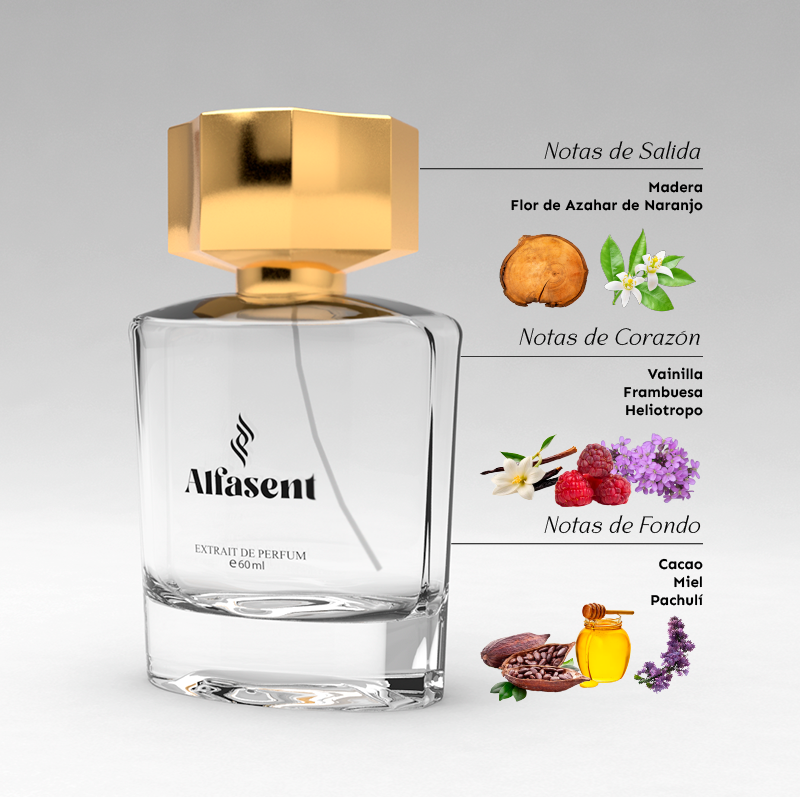 Notas de Salida
Madera
Flor de Azahar de Naranjo
Notas de Corazón
Vainilla
Frambuesa
Heliotropo
Alfasent
EXTRAIT DE PERFUM
e 60 ml
Notas de Fondo
Cacao
Miel
Pachulí